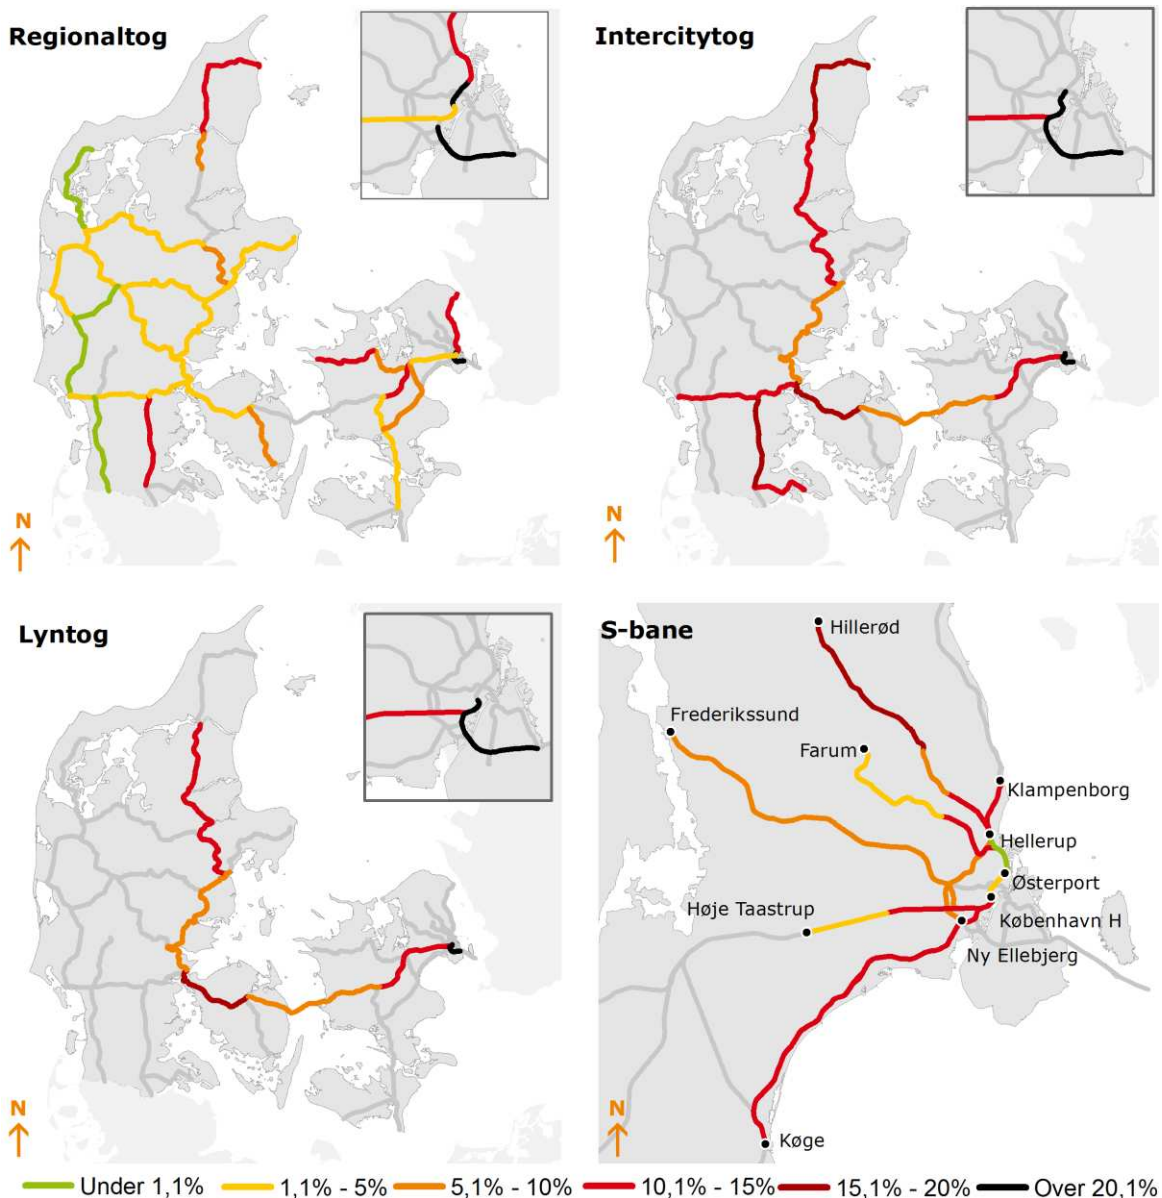 Regionaltog
Intercitytog
N
N
Lyntog
S-bane
Hillerød
Frederikssund
Farum
Klampenborg
Hellerup
Østerport
Høje Taastrup
København H
Ny Ellebjerg
Køge
N
N
Under 1,1%
1,1% - 5%
5,1% - 10%
10,1% - 15%
15,1% - 20%
Over 20.1%